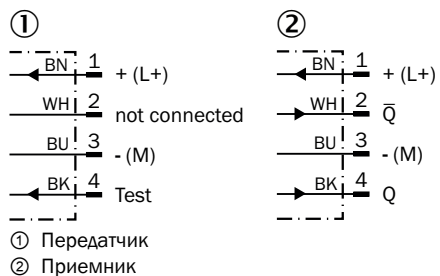 ① ②
BN 1 + (L+) BN 1 + (L+)
WH 2 not connected WH 2 Q̅
BU 3 - (M) BU 3 - (M)
BK 4 Test BK 4 Q
① Передатчик
② Приемник